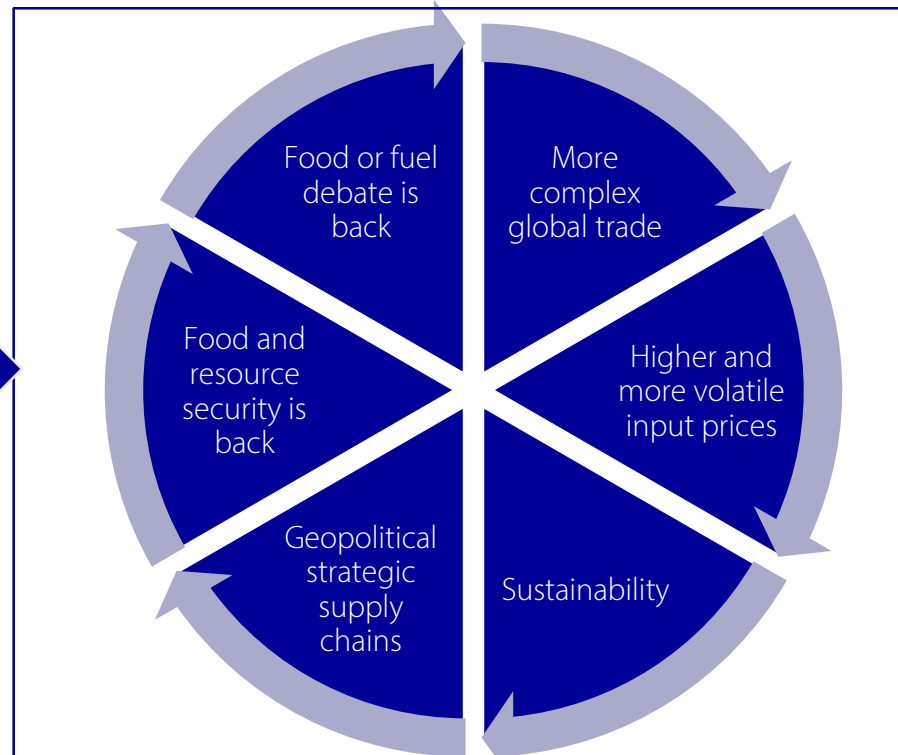 Food or fuel
debate is
back
More
complex
global trade
Food and
resource
security is
back
Higher and
more volatile
input prices
Geopolitical
strategic
supply
chains
Sustainability